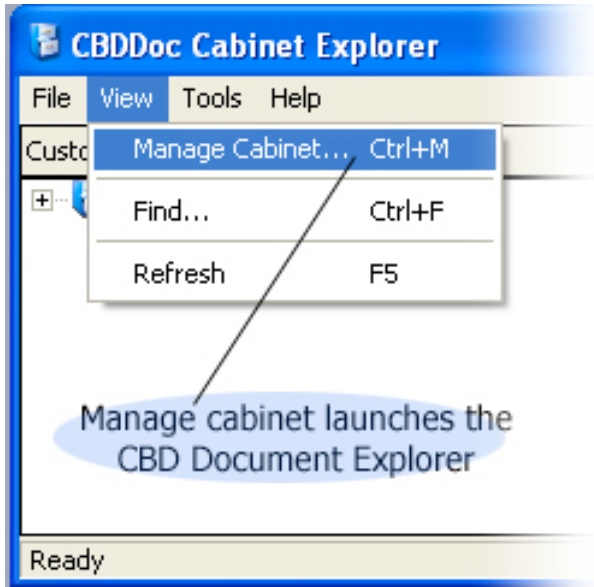 CBDDoc Cabinet Explorer
File View Tools Help
Custo
Manage Cabinet... Ctrl+M
Find... Ctrl+F
Refresh F5
Manage cabinet launches the
CBD Document Explorer
Ready